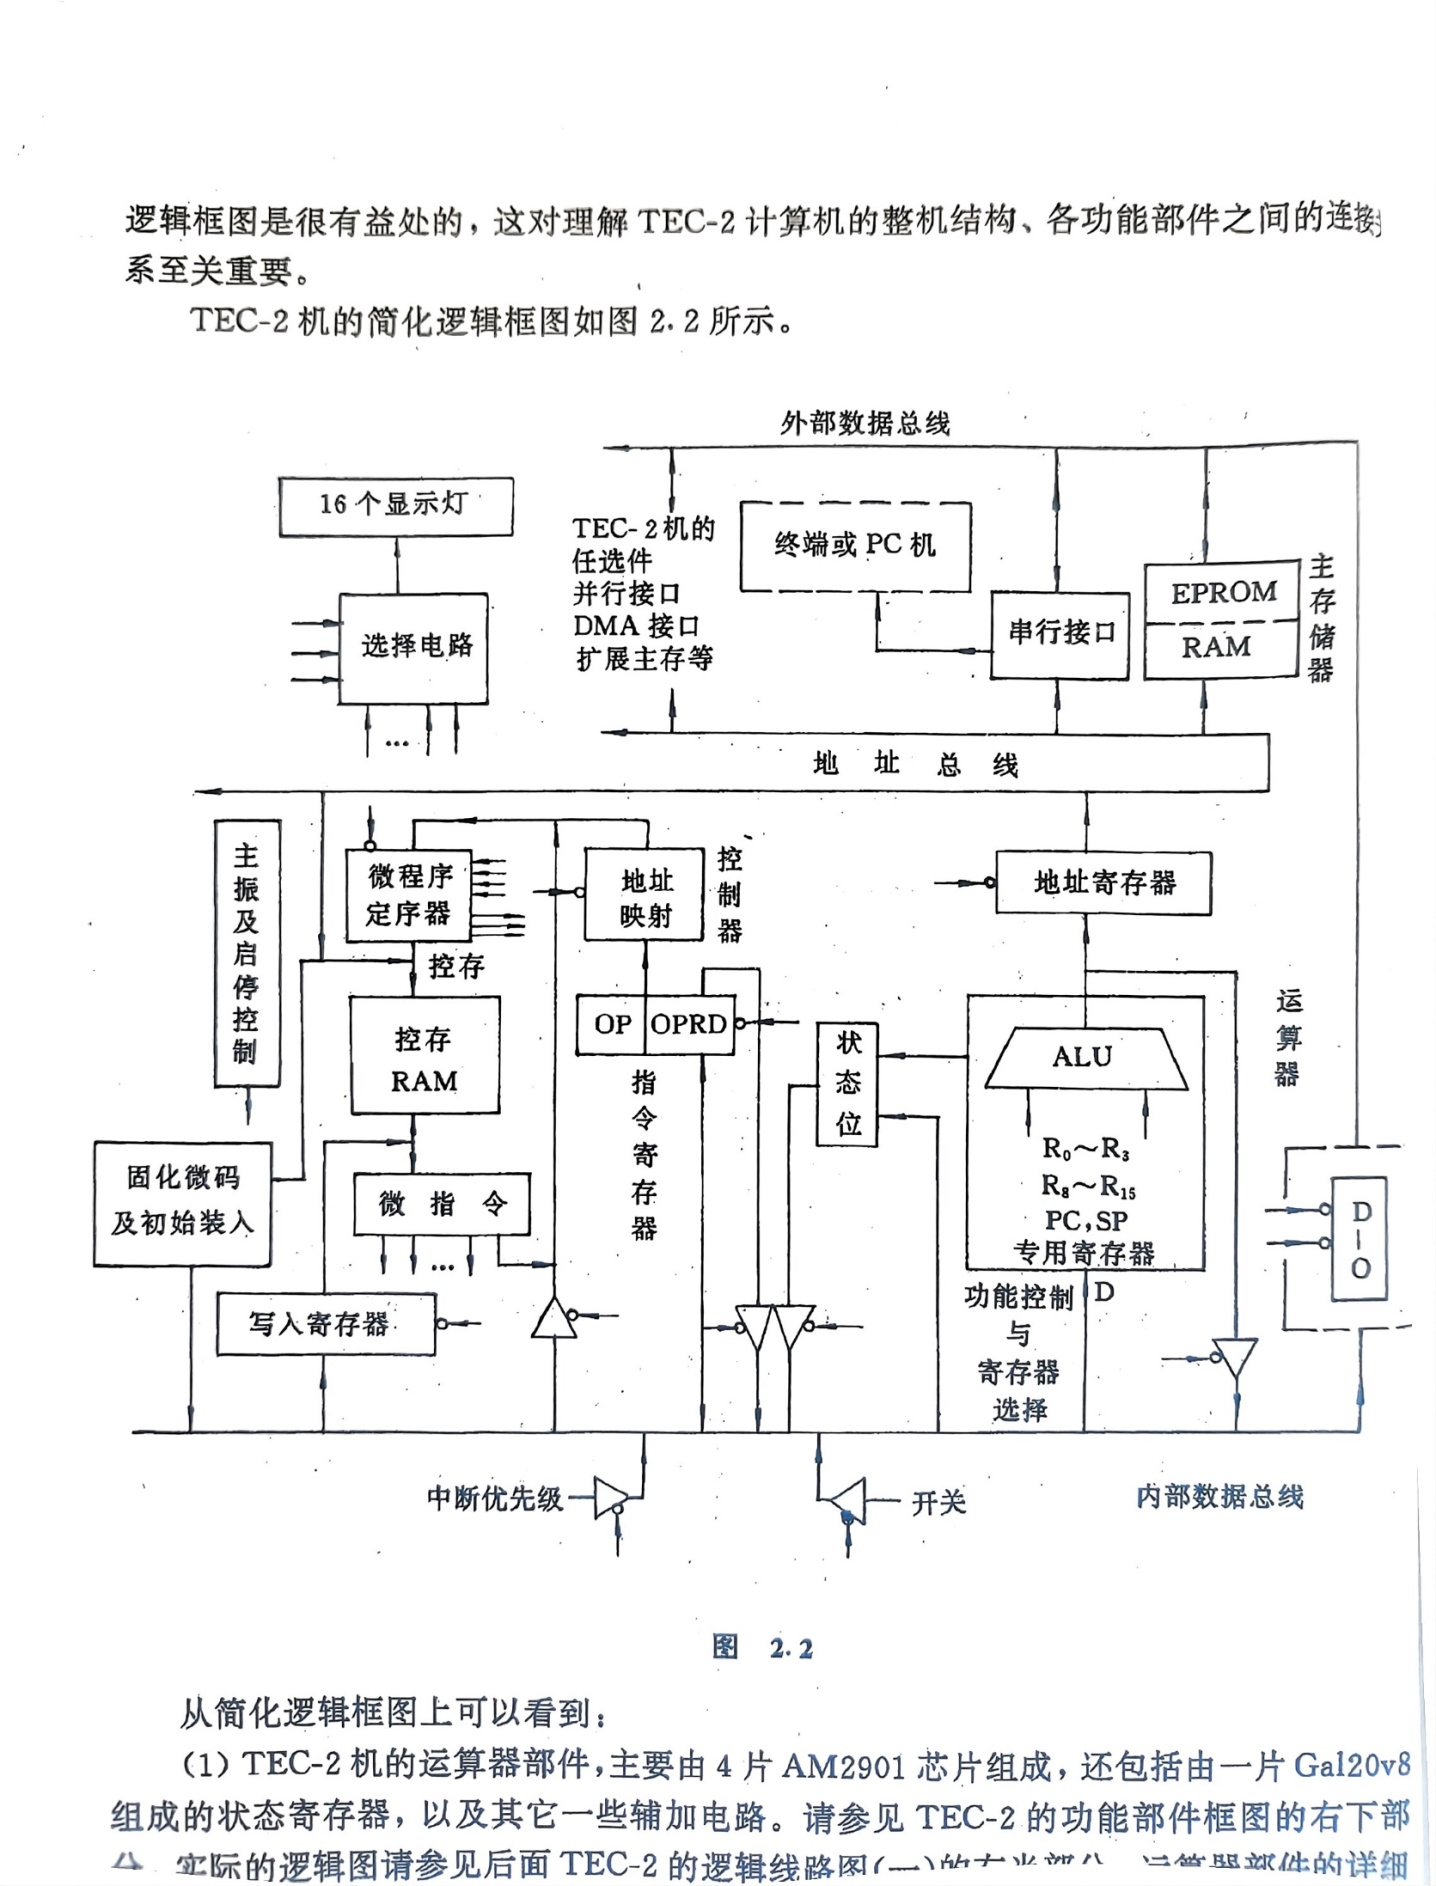 逻辑框图是很有益处的，这对理解 TEC-2 计算机的整机结构、各功能部件之间的连接
系至关重要。
TEC-2 机的简化逻辑框图如图 2.2 所示。
外部数据总线
16 个显示灯
选择电路
...
TEC-2机的
任选件
并行接口
DMA 接口
扩展主存等
终端或 PC 机
串行接口
EPROM
RAM
主存储器
地址总线
主振及启停控制
微程序
定序器
控存
控存
RAM
地址
映射
控制器
OP
OPRD
指令寄存器
状态位
地址寄存器
ALU
R₀～R₃
R₈～R₁₅
PC,SP
专用寄存器
运算器
D
功能控制
与
寄存器
选择
D
|
O
固化微码
及初始装入
微指令
...
写入寄存器
中断优先级
开关
内部数据总线
图 2.2
从简化逻辑框图上可以看到：
(1) TEC-2 机的运算器部件，主要由 4 片 AM2901 芯片组成，还包括由一片 Gal20v8
组成的状态寄存器，以及其它一些辅加电路。请参见 TEC-2 的功能部件框图的右下部
实际的逻辑图请参见后面 TEC-2 的逻辑线路图(一)的右半部分 运算器部件的详细